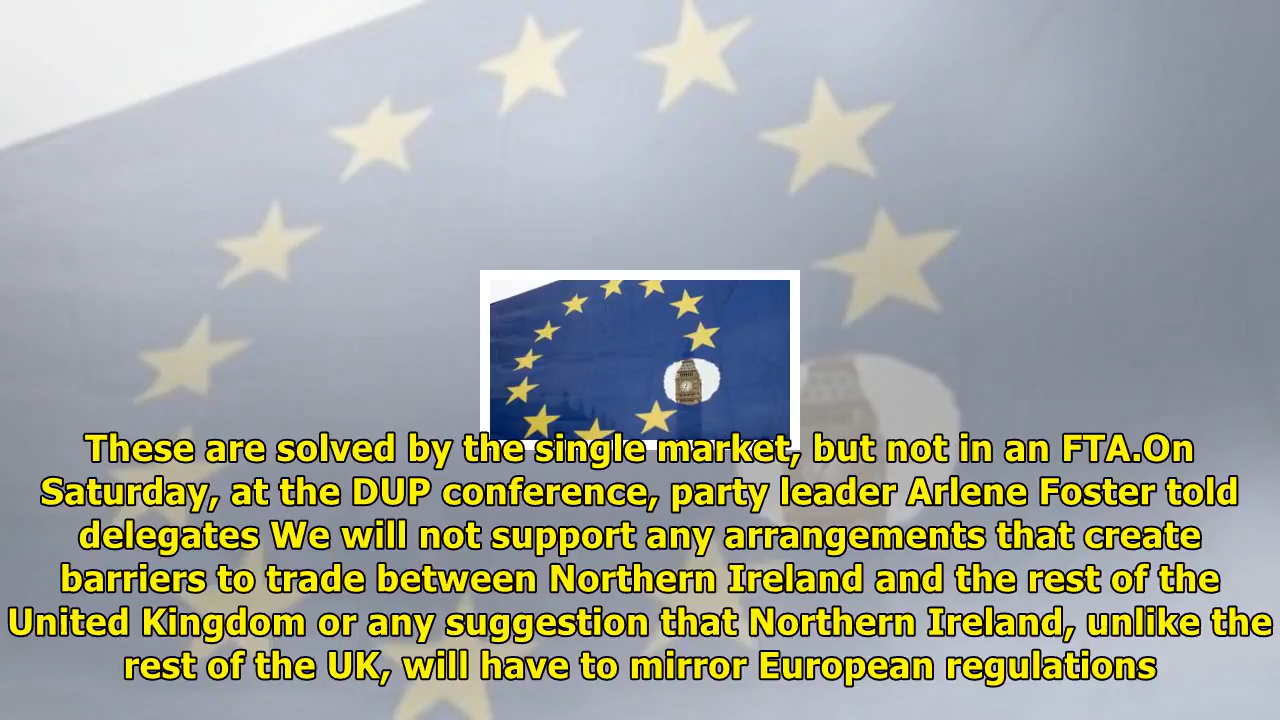 These are solved by the single market, but not in an FTA.On
Saturday, at the DUP conference, party leader Arlene Foster told
delegates We will not support any arrangements that create
barriers to trade between Northern Ireland and the rest of the
United Kingdom or any suggestion that Northern Ireland, unlike the
rest of the UK, will have to mirror European regulations